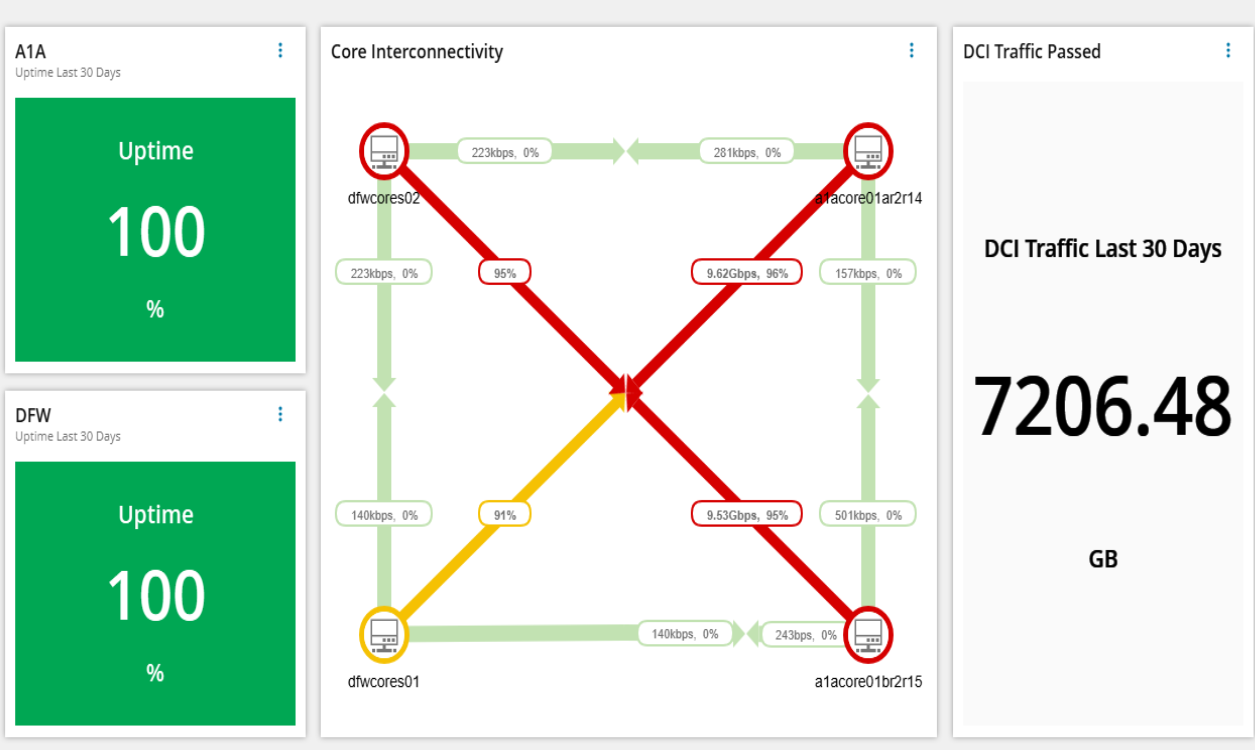 A1A
Uptime Last 30 Days
Uptime
100
%
DFW
Uptime Last 30 Days
Uptime
100
%
Core Interconnectivity
223kbps, 0%
281kbps, 0%
dfwcores02
a1acore01ar2r14
223kbps, 0%
95%
9.62Gbps, 96%
157kbps, 0%
140kbps, 0%
91%
9.53Gbps, 95%
501kbps, 0%
140kbps, 0%
243bps, 0%
dfwcores01
a1acore01br2r15
DCI Traffic Passed
DCI Traffic Last 30 Days
7206.48
GB